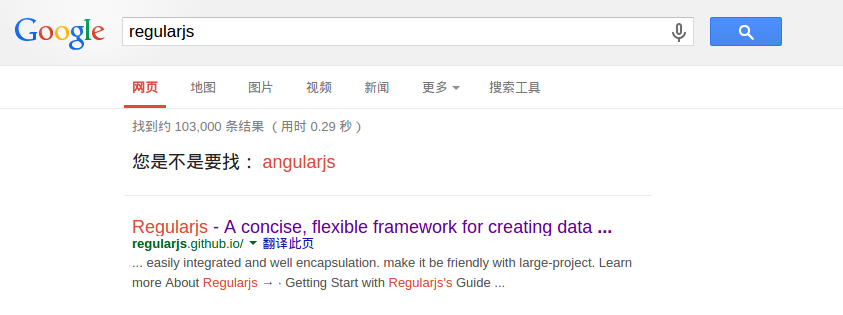 Google
regularjs
网页 地图 图片 视频 新闻 更多 搜索工具
找到约 103,000 条结果 （用时 0.29 秒）
您是不是要找： angularjs
Regularjs - A concise, flexible framework for creating data ...
regularjs.github.io/ 翻译此页
... easily integrated and well encapsulation. make it be friendly with large-project. Learn
more About Regularjs → · Getting Start with Regularjs's Guide ...